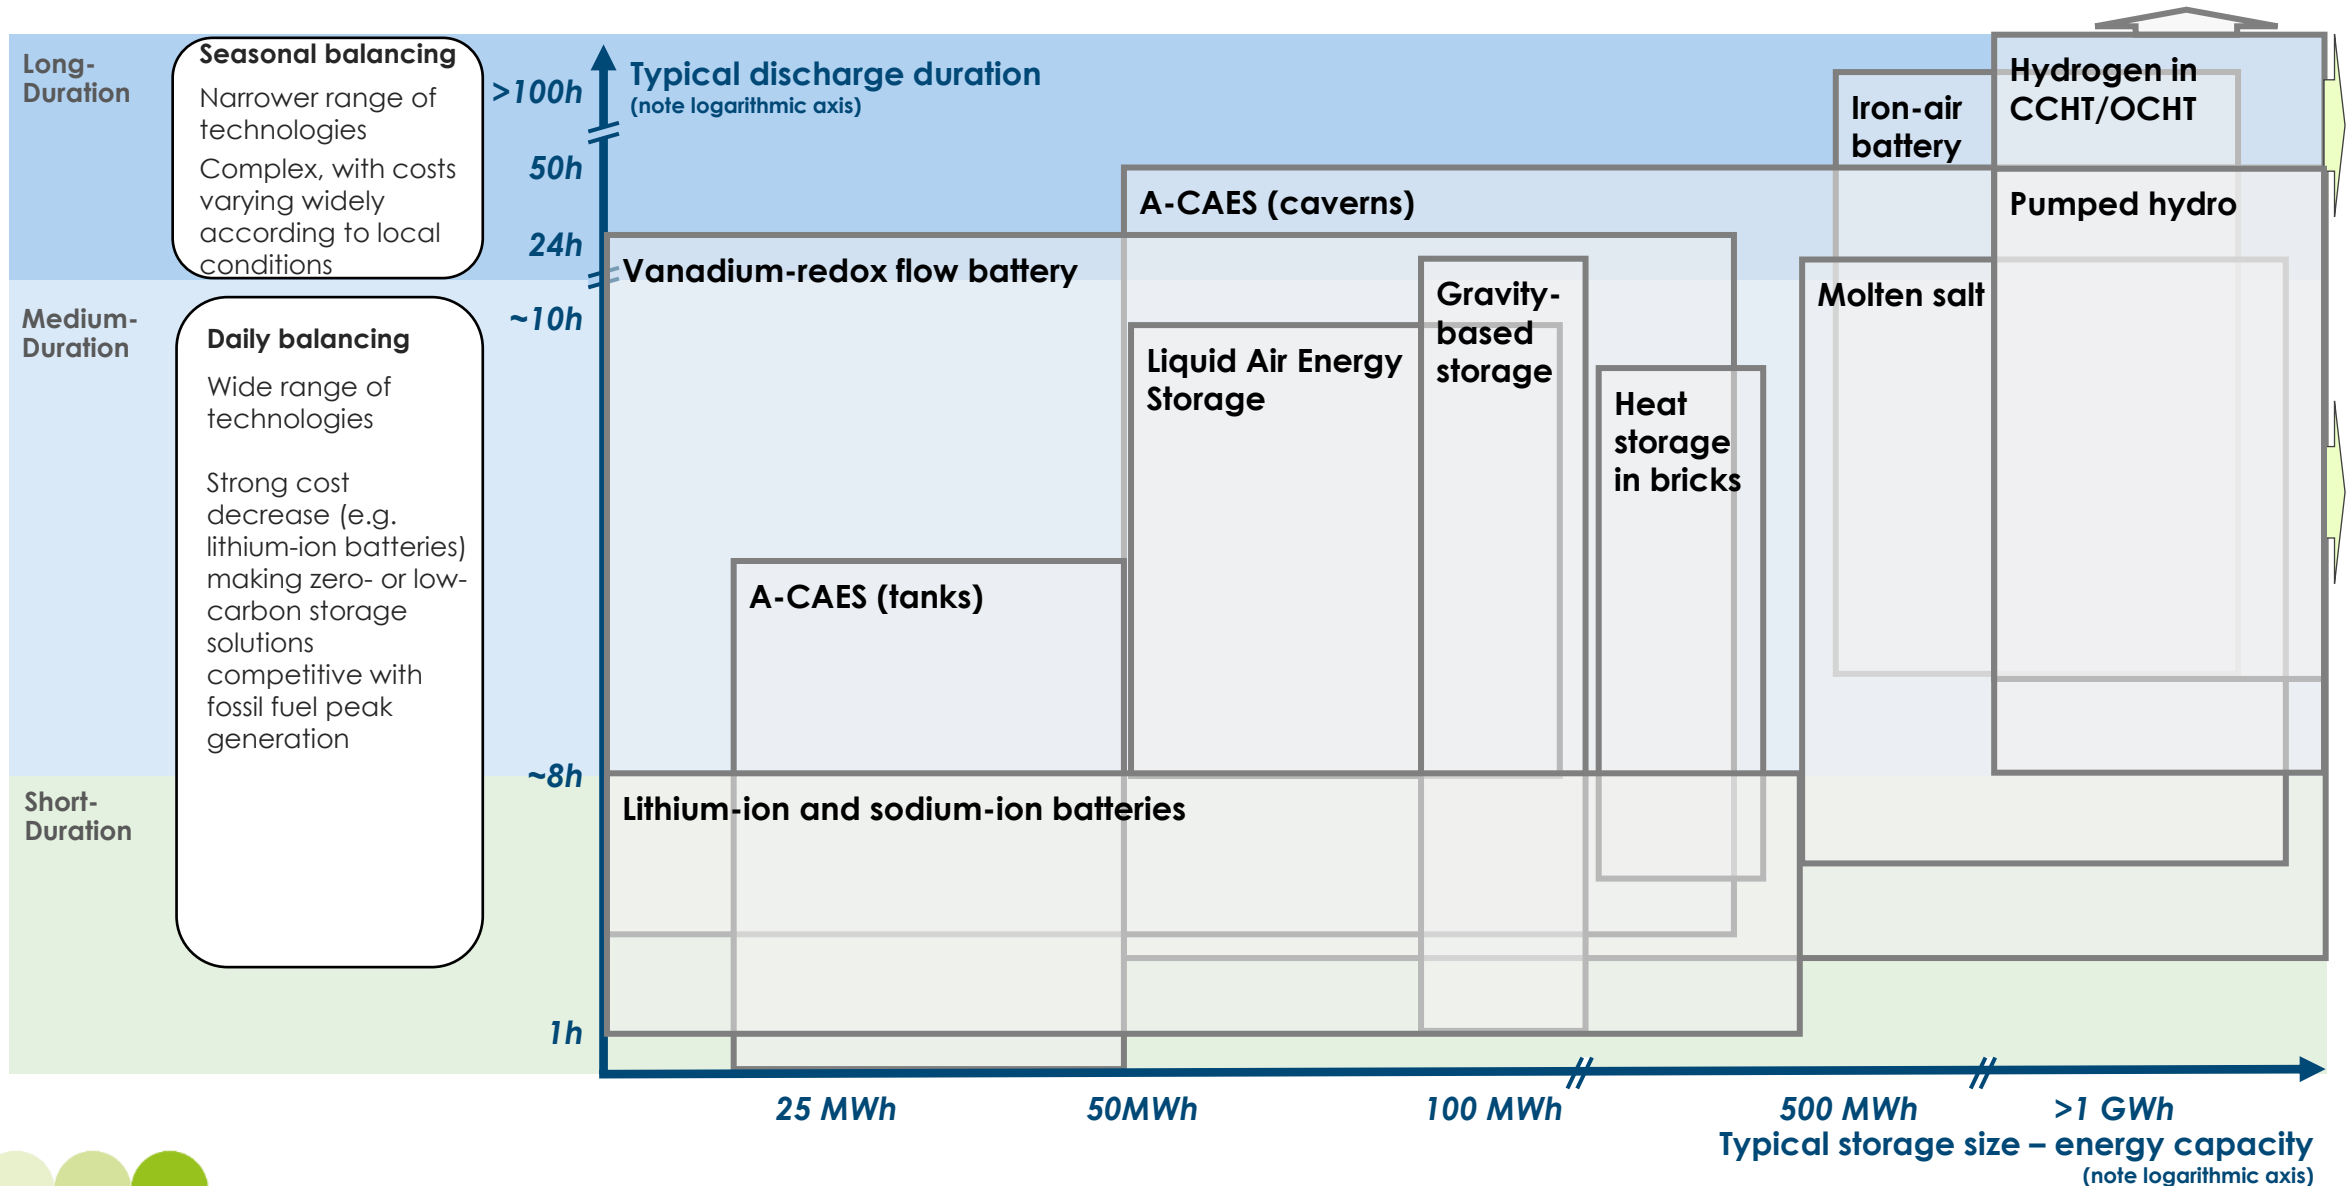 Long-
Duration
Seasonal balancing
Narrower range of
technologies
Complex, with costs
varying widely
according to local
conditions
Medium-
Duration
Daily balancing
Wide range of
technologies
Strong cost
decrease (e.g.
lithium-ion batteries)
making zero- or low-
carbon storage
solutions
competitive with
fossil fuel peak
generation
Short-
Duration
>100h
50h
24h
~10h
~8h
1h
Typical discharge duration
(note logarithmic axis)
Hydrogen in
CCHT/OCHT
Iron-air
battery
A-CAES (caverns)
Pumped hydro
Vanadium-redox flow battery
Gravity-
based
storage
Molten salt
Liquid Air Energy
Storage
Heat
storage
in bricks
A-CAES (tanks)
Lithium-ion and sodium-ion batteries
25 MWh
50MWh
100 MWh
500 MWh
>1 GWh
Typical storage size – energy capacity
(note logarithmic axis)